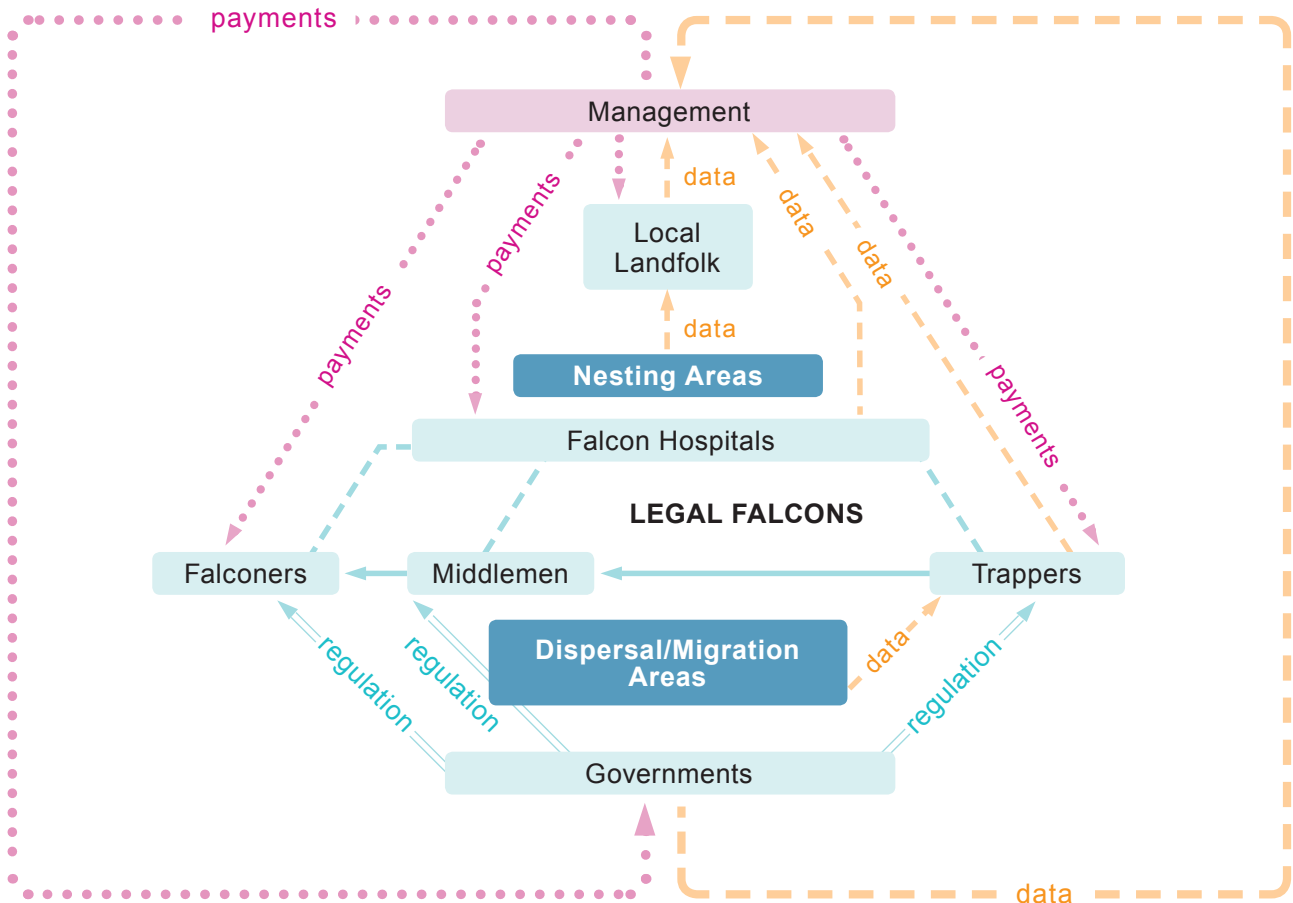 payments
Management
data
payments
data
data
Local
Landfolk
payments
data
payments
Nesting Areas
Falcon Hospitals
LEGAL FALCONS
Falconers
Middlemen
Trappers
regulation
regulation
Dispersal/Migration
Areas
data
regulation
Governments
data